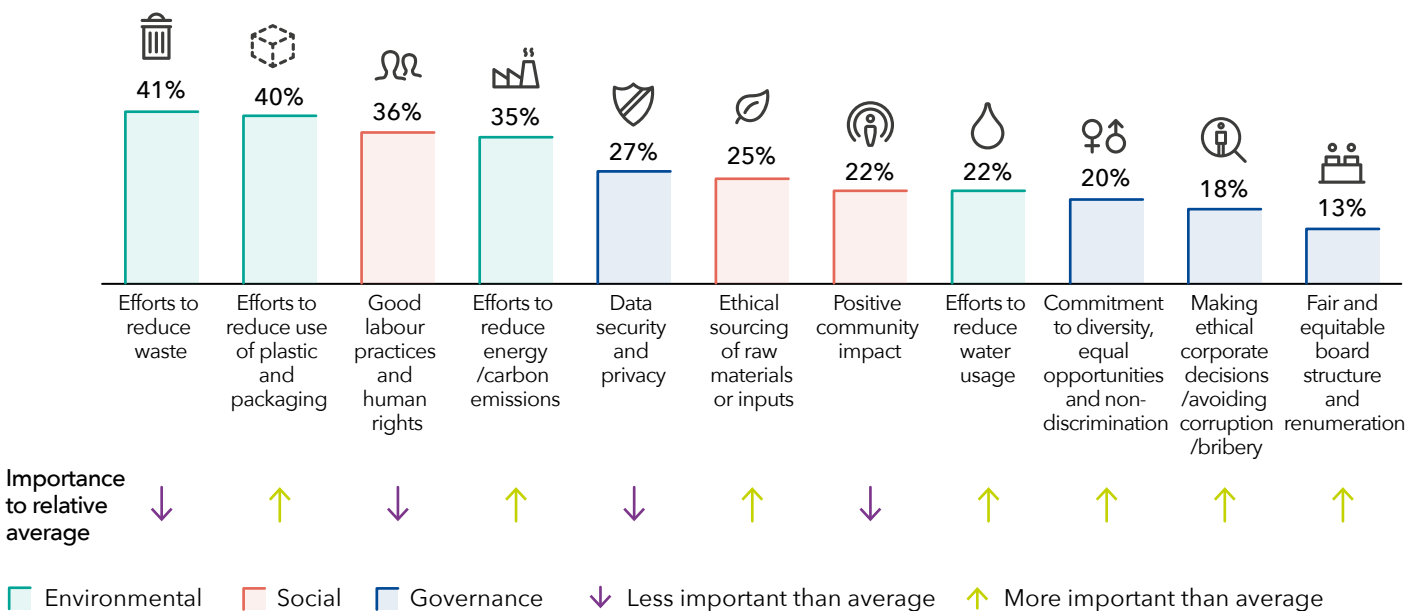 41%
40%
36%
35%
27%
25%
22%
22%
20%
18%
13%
Efforts to
reduce
waste
Efforts to
reduce use
of plastic
and
packaging
Good
labour
practices
and
human
rights
Efforts to
reduce
energy
/carbon
emissions
Data
security
and
privacy
Ethical
sourcing
of raw
materials
or inputs
Positive
community
impact
Efforts to
reduce
water
usage
Commitment
to diversity,
equal
opportunities
and non-
discrimination
Making
ethical
corporate
decisions
/avoiding
corruption
/bribery
Fair and
equitable
board
structure
and
renumeration
Importance
to relative
average
Environmental
Social
Governance
Less important than average
More important than average